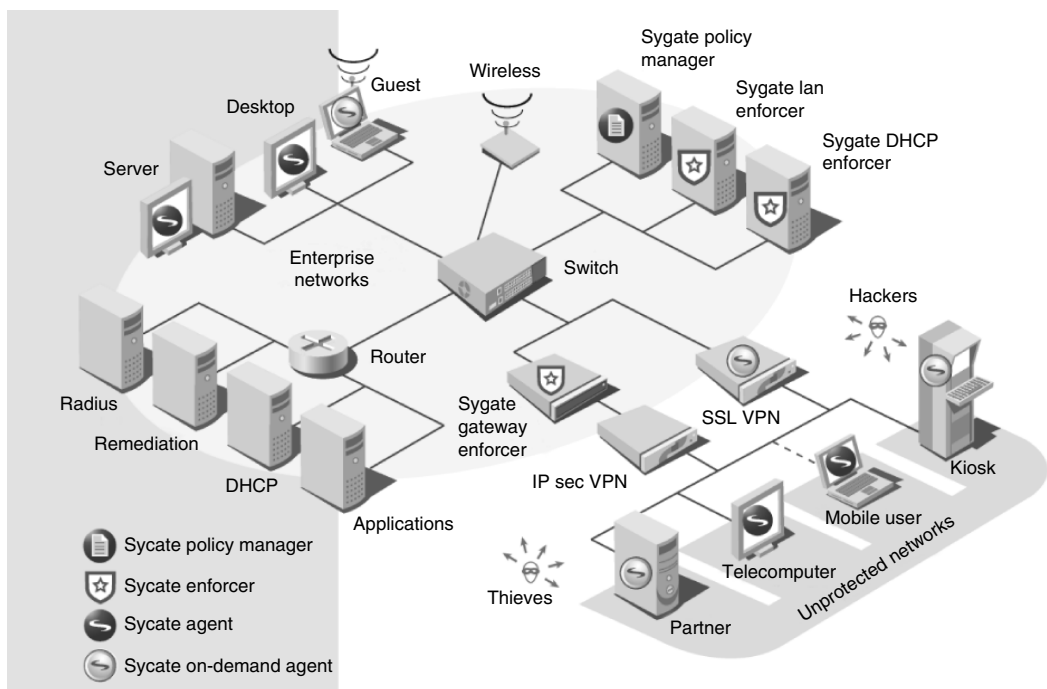 Sygate policy
manager
Wireless
Guest
Desktop
Sygate lan
enforcer
Sygate DHCP
enforcer
Server
Enterprise
networks
Switch
Hackers
Router
Radius
Remediation
DHCP
Applications
Sygate
gateway
enforcer
SSL VPN
IP sec VPN
Kiosk
Mobile user
Telecomputer
Unprotected networks
Thieves
Partner
Sycate policy manager
Sycate enforcer
Sycate agent
Sycate on-demand agent